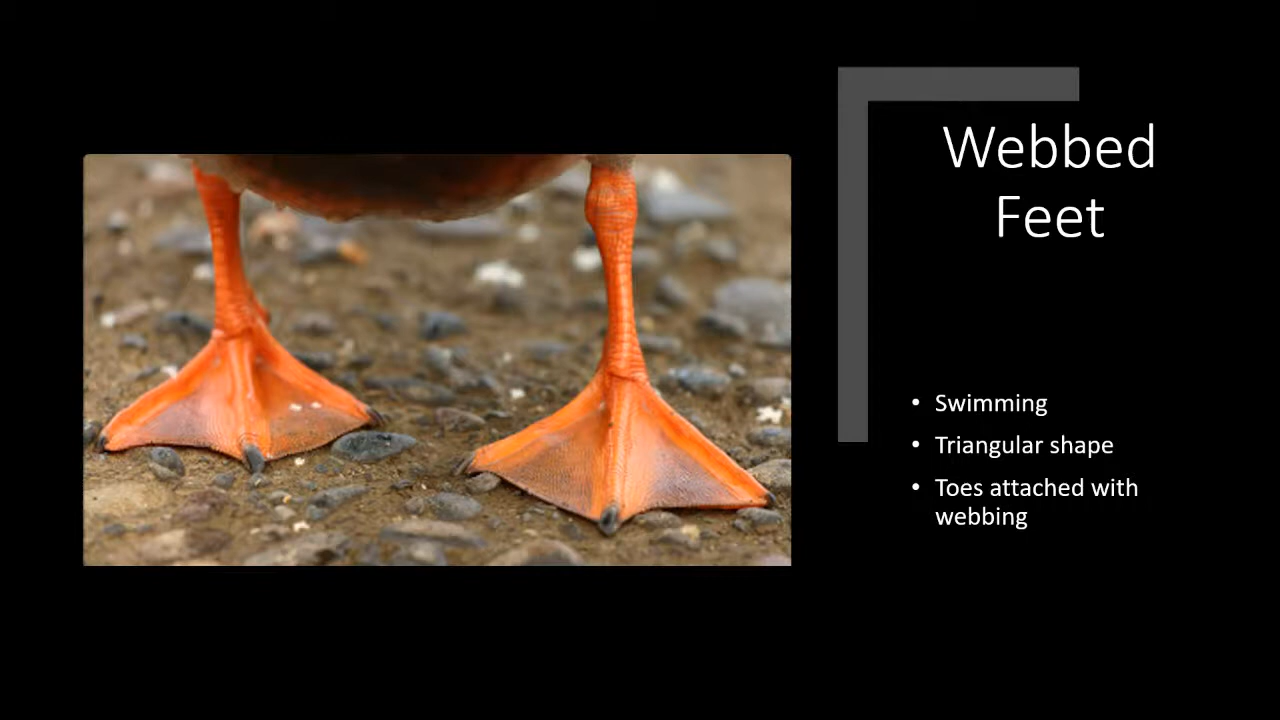 Webbed
Feet
• Swimming
• Triangular shape
• Toes attached with
webbing